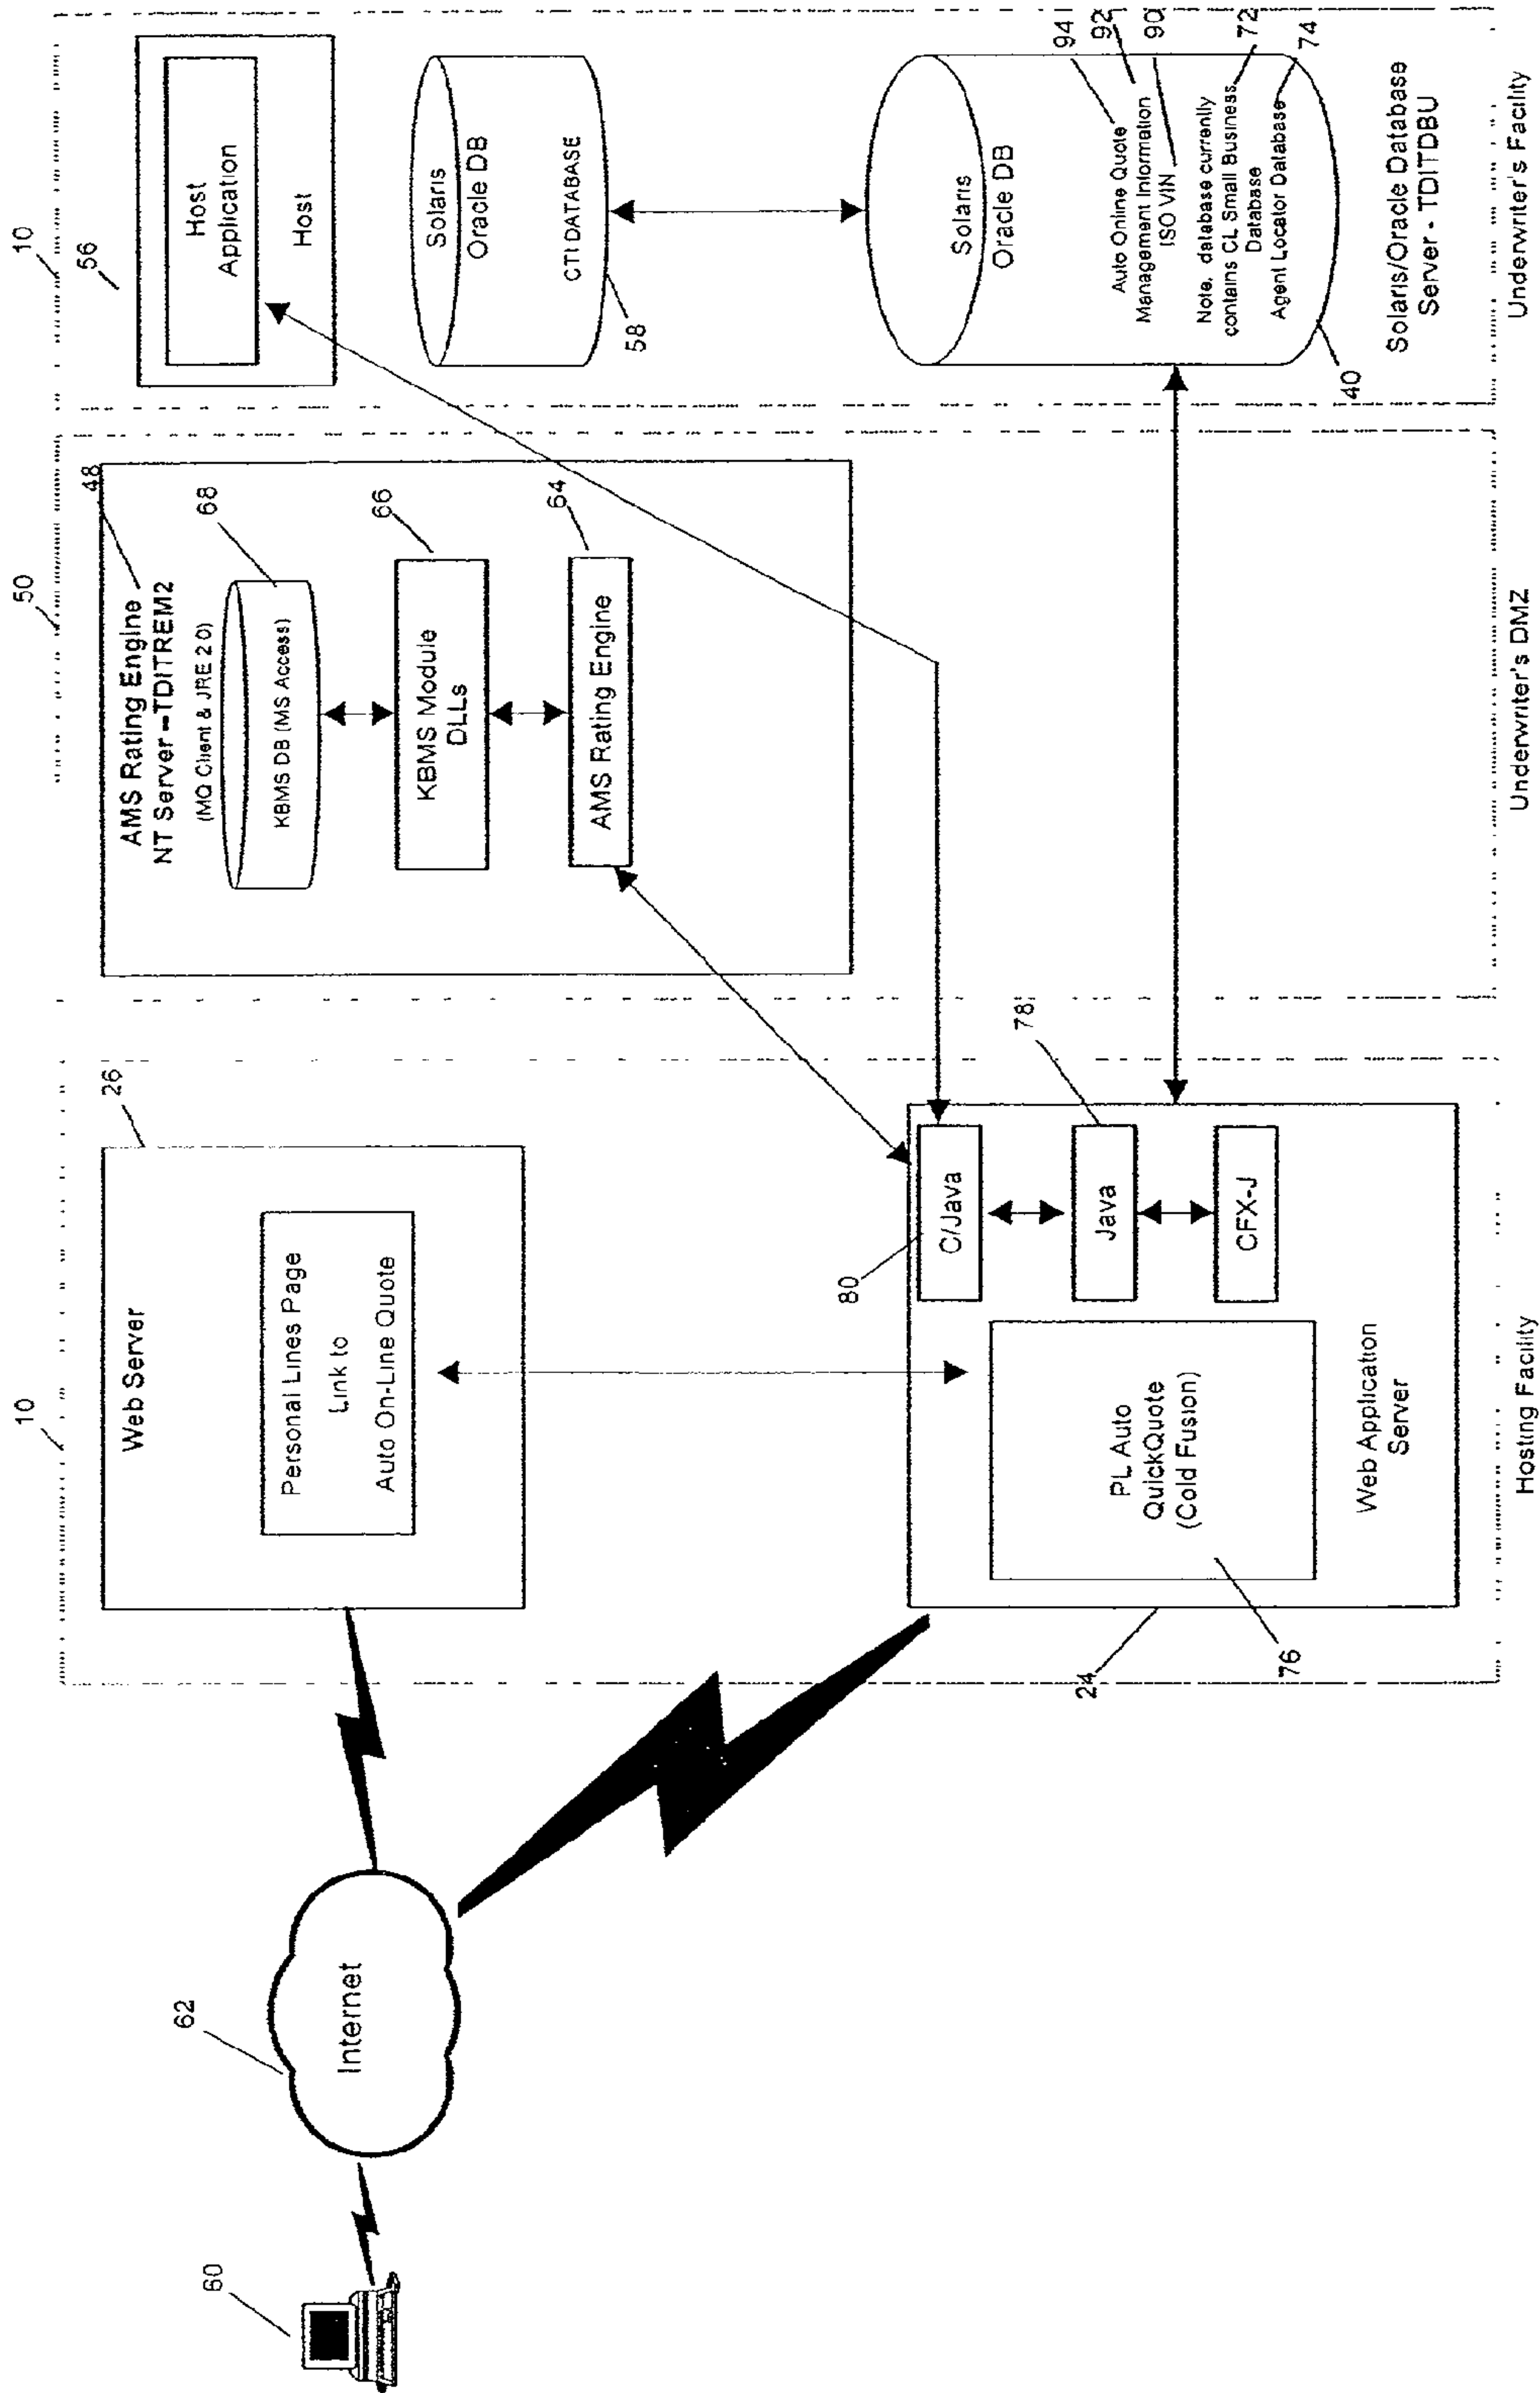 60
62
Internet
10
26
Web Server
Personal Lines Page
Link to
Auto On-Line Quote
24
76
PL Auto
QuickQuote
(Cold Fusion)
80
C/Java
78
Java
CFX-J
Web Application
Server
Hosting Facility
50
48
AMS Rating Engine -
NT Server - TDITREM2
(MQ Client & JRE 2 0)
68
KBMS DB (MS Access)
66
KBMS Module
DLLs
64
AMS Rating Engine
Underwriter's DMZ
10
56
Host
Application
Host
Solaris
Oracle DB
CTI DATABASE
58
Solaris
Oracle DB
94
Auto Online Quote
92
Management Information
90
ISO VIN
Note, database currently
contains CL Small Business
72
Database
Agent Locator Database
74
40
Solaris/Oracle Database
Server - TDITDBU
Underwriter's Facility